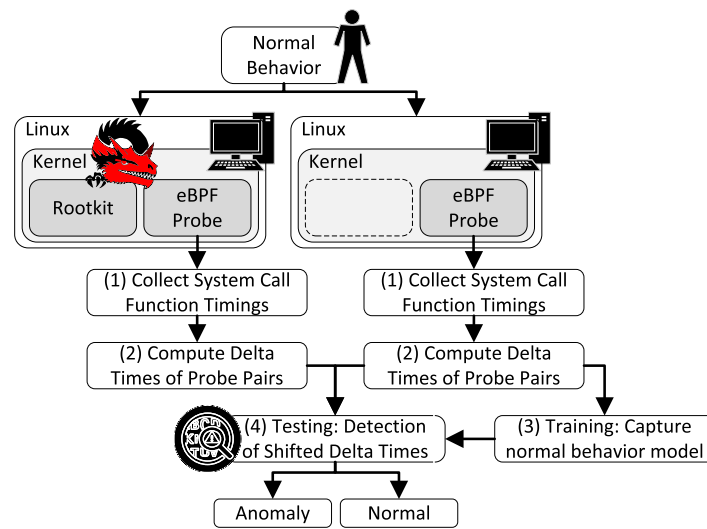 Normal
Behavior
Linux
Kernel
Rootkit
eBPF
Probe
Linux
Kernel
eBPF
Probe
(1) Collect System Call
Function Timings
(1) Collect System Call
Function Timings
(2) Compute Delta
Times of Probe Pairs
(2) Compute Delta
Times of Probe Pairs
(4) Testing: Detection
of Shifted Delta Times
(3) Training: Capture
normal behavior model
Anomaly
Normal